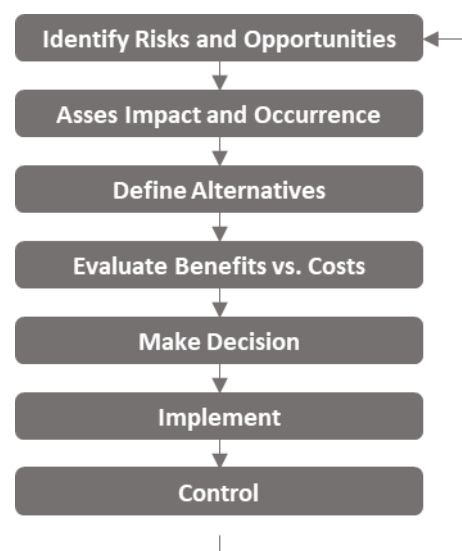 Identify Risks and Opportunities
Asses Impact and Occurrence
Define Alternatives
Evaluate Benefits vs. Costs
Make Decision
Implement
Control